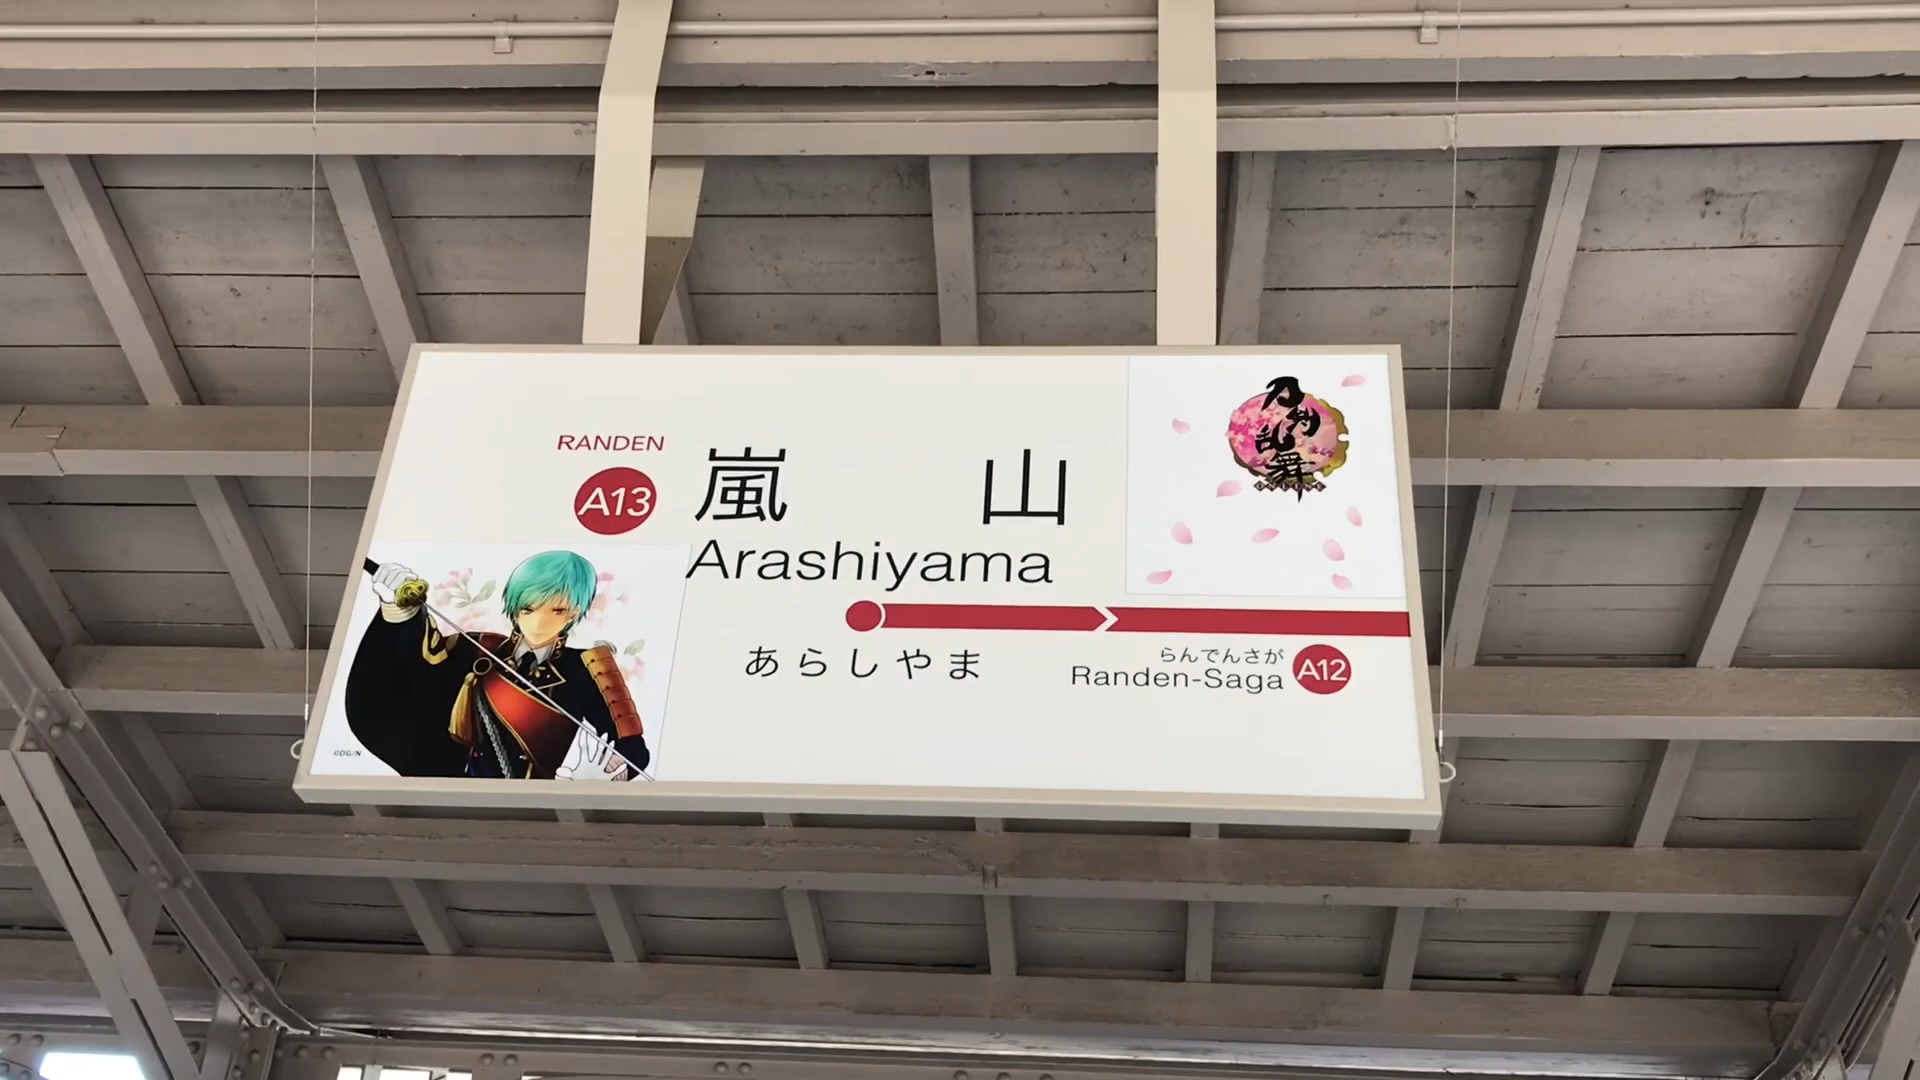 RANDEN
A13
嵐山
Arashiyama
あらしやま
らんでんさが
Randen-Saga
A12
刀剣乱舞
ONLINE
©DG/N